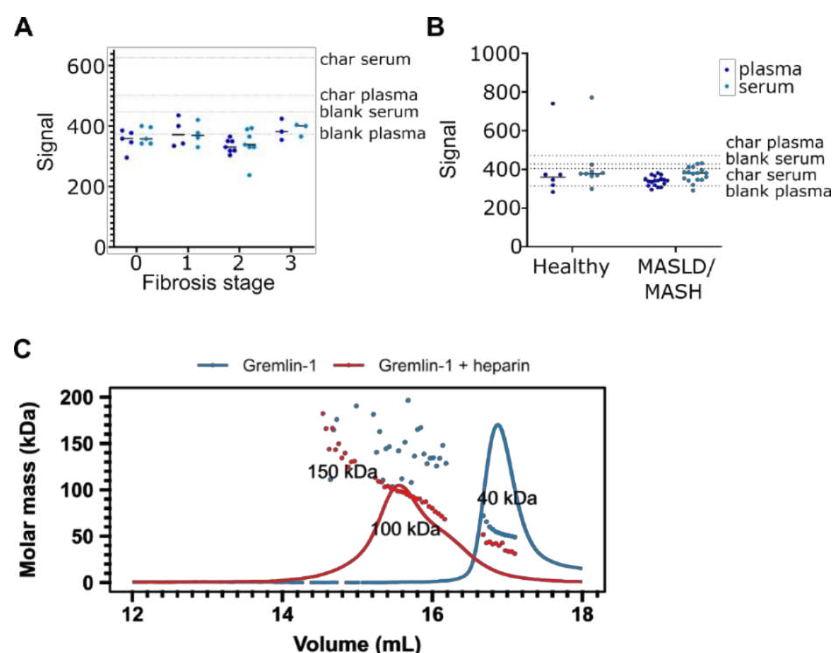 A
600
400
200
0
Signal
char serum
char plasma
blank serum
blank plasma
0 1 2 3
Fibrosis stage
B
1000
800
600
400
200
0
Signal
plasma
serum
char plasma
blank serum
char serum
blank plasma
Healthy
MASLD/
MASH
C
Gremlin-1
Gremlin-1 + heparin
200
150
100
50
0
Molar mass (kDa)
150 kDa
100 kDa
40 kDa
12 14 16 18
Volume (mL)